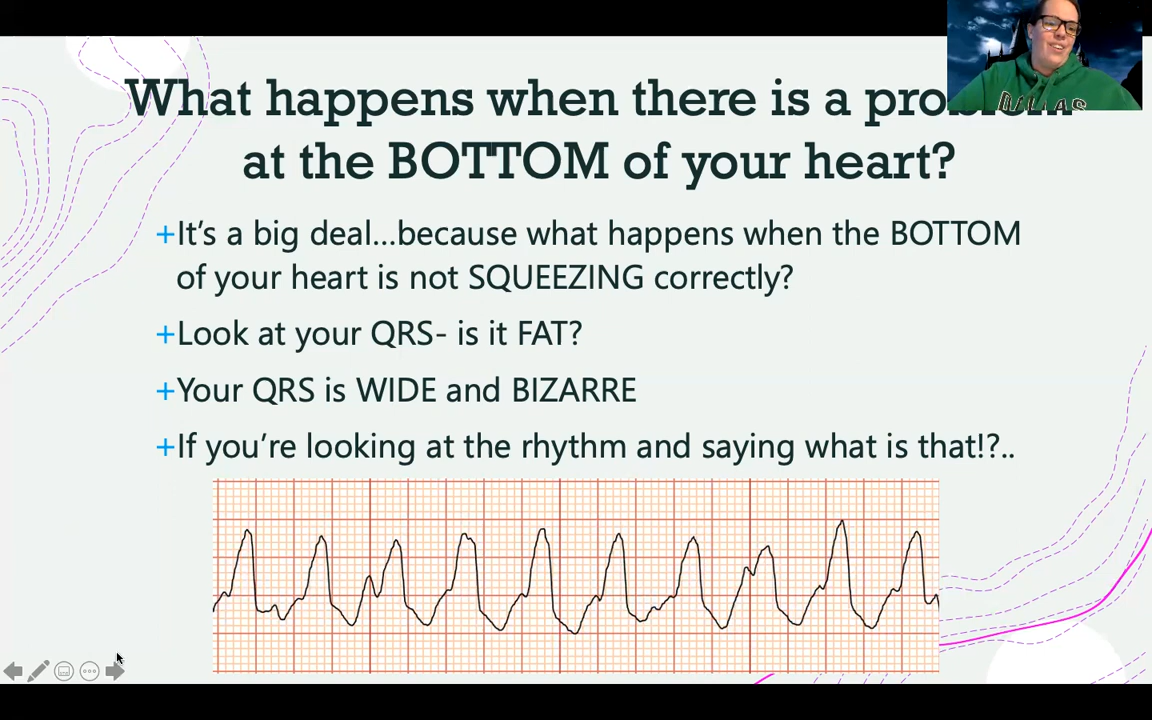 What happens when there is a problem
at the BOTTOM of your heart?
DALLAS
+It's a big deal...because what happens when the BOTTOM
of your heart is not SQUEEZING correctly?
+Look at your QRS- is it FAT?
+Your QRS is WIDE and BIZARRE
+If you're looking at the rhythm and saying what is that!?..